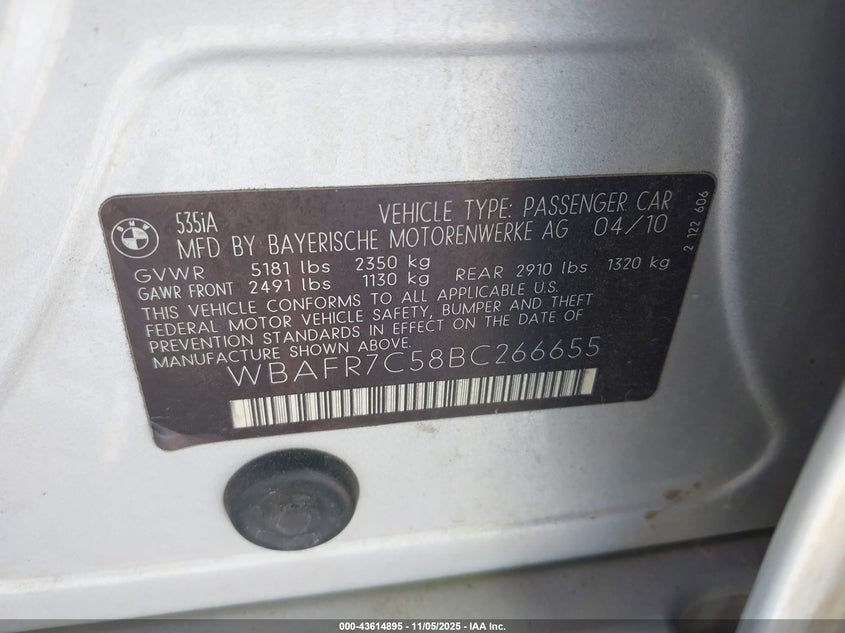 BMW
535iA
VEHICLE TYPE: PASSENGER CAR
MFD BY BAYERISCHE MOTORENWERKE AG 04/10
GVWR 5181 lbs 2350 kg
GAWR FRONT 2491 lbs 1130 kg REAR 2910 lbs 1320 kg
THIS VEHICLE CONFORMS TO ALL APPLICABLE U.S.
FEDERAL MOTOR VEHICLE SAFETY, BUMPER AND THEFT
PREVENTION STANDARDS IN EFFECT ON THE DATE OF
MANUFACTURE SHOWN ABOVE.
WBAFR7C58BC266655
2 122 606
000-43614895 - 11/05/2025 - IAA Inc.